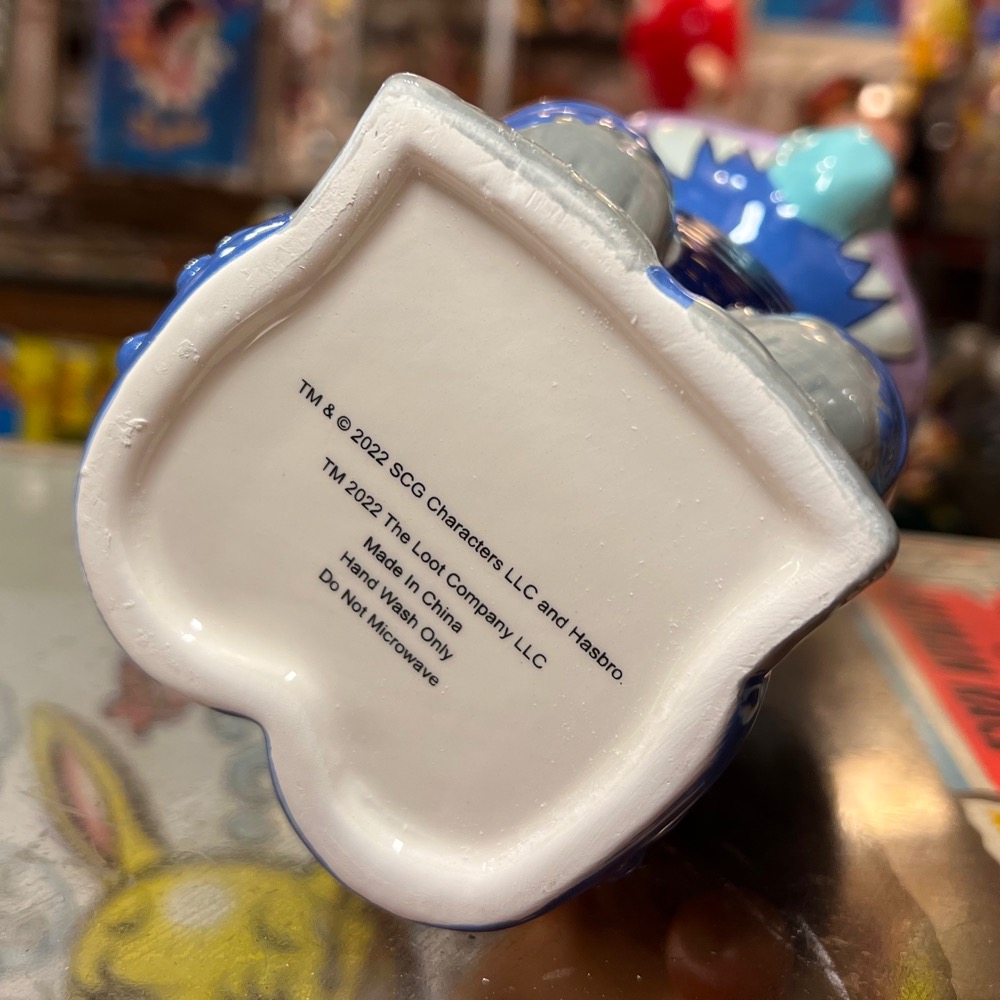 TM & © 2022 SCG Characters LLC and Hasbro.
TM 2022 The Loot Company LLC
Made In China
Hand Wash Only
Do Not Microwave